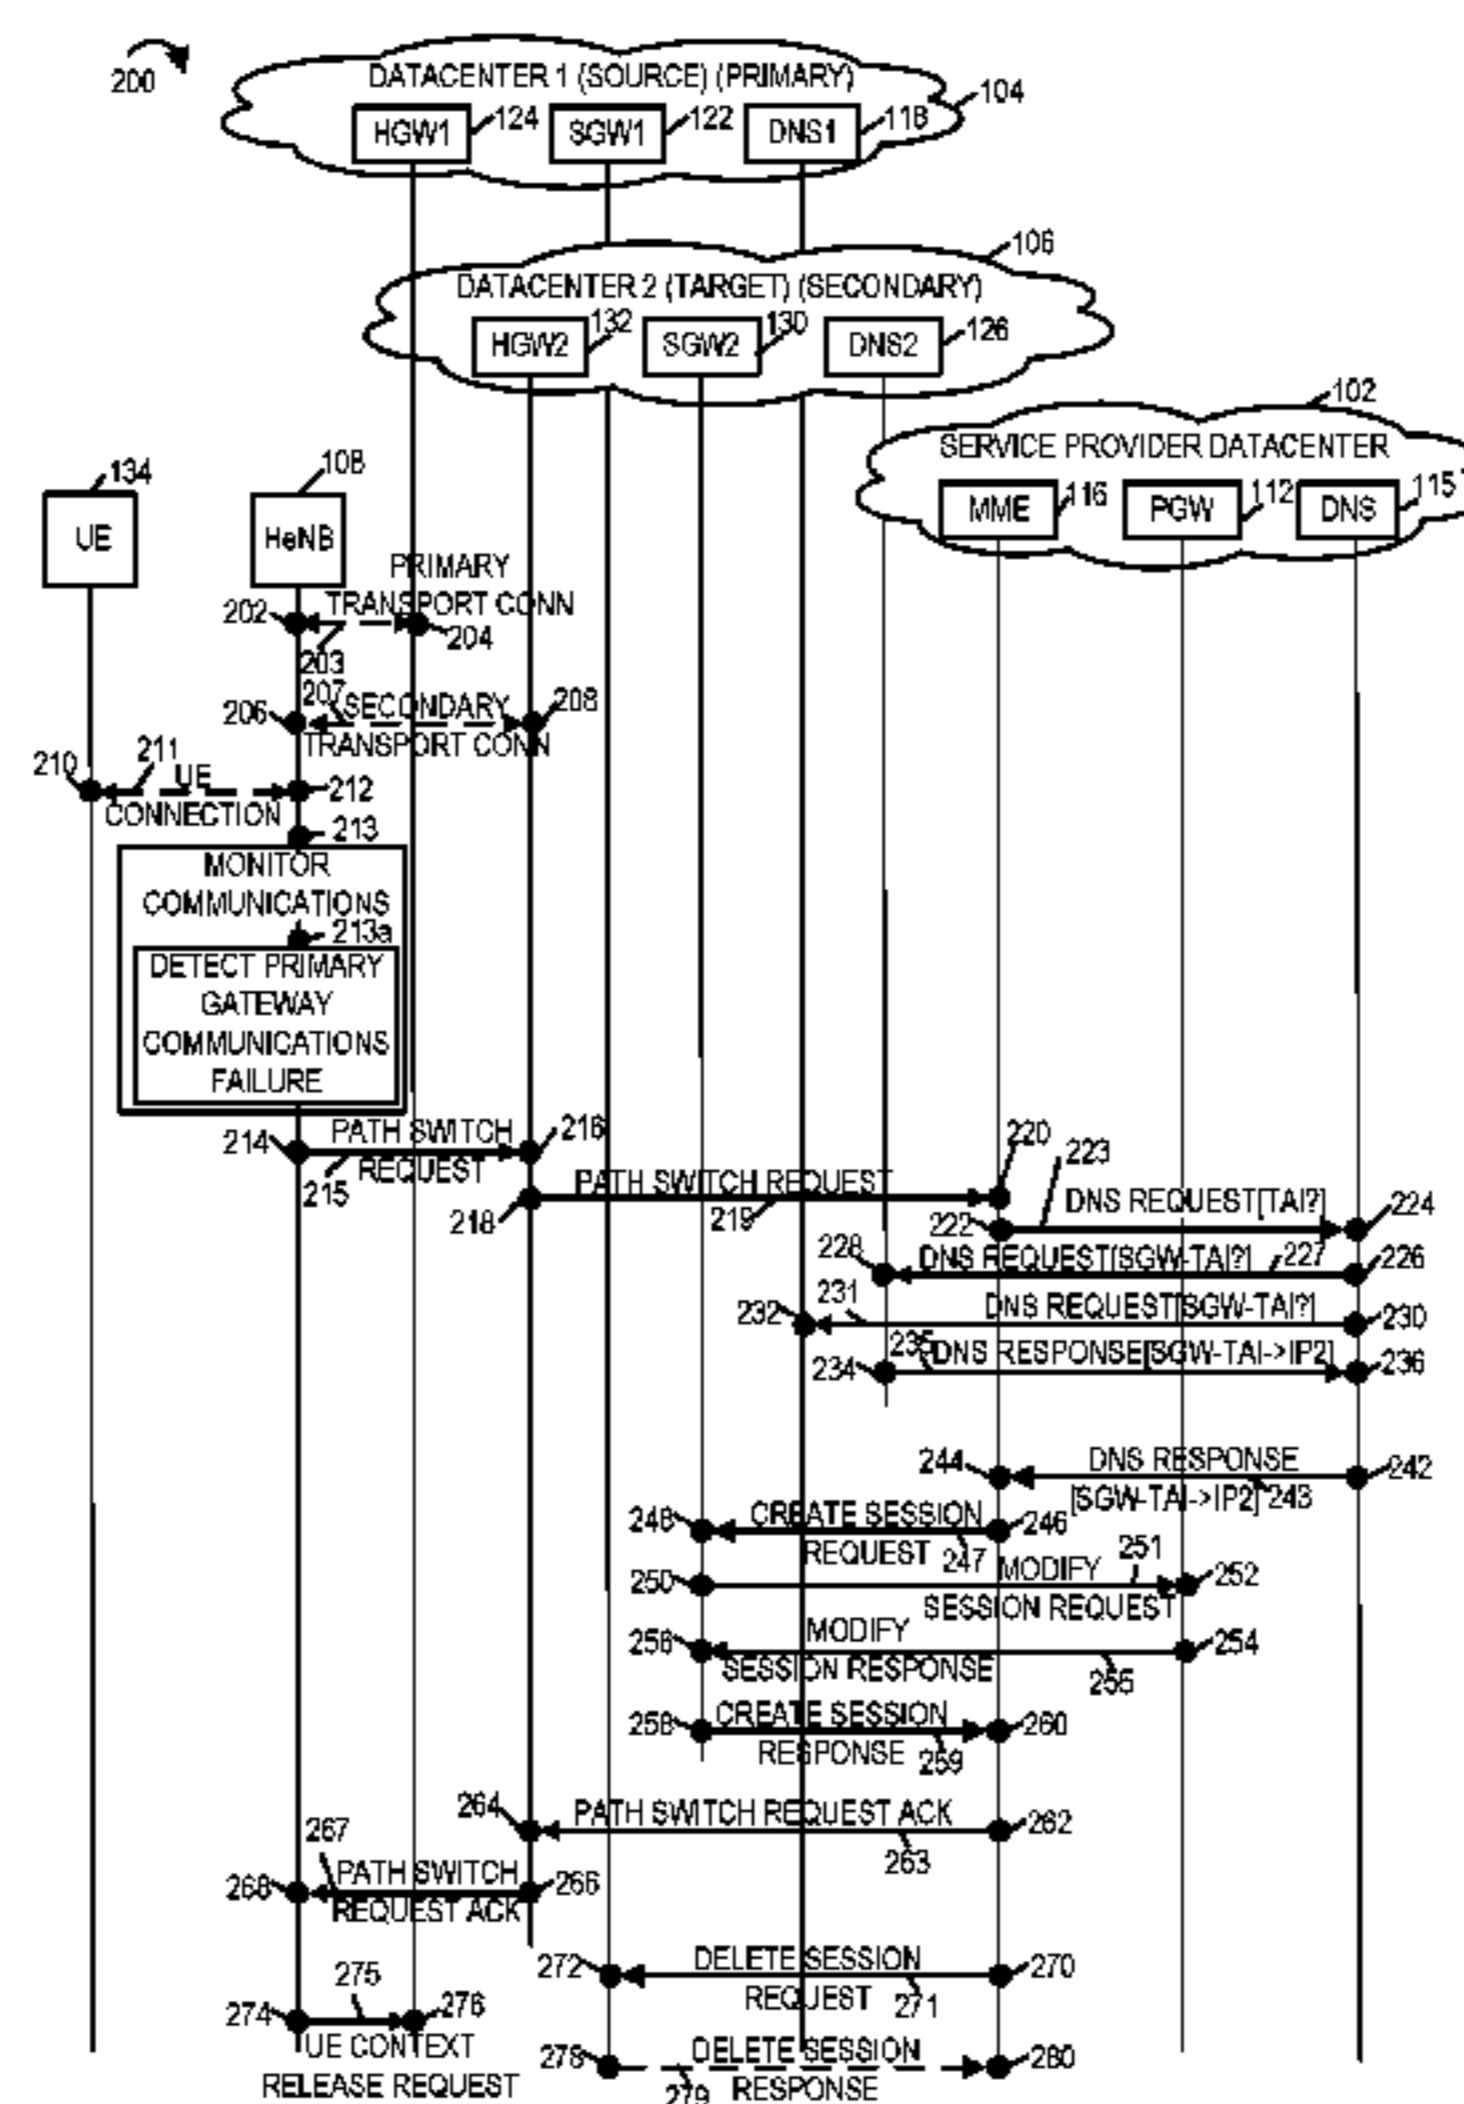 200
DATACENTER 1 (SOURCE) (PRIMARY)
104
HGW1
124
SGW1
122
DNS1
118
106
DATACENTER 2 (TARGET) (SECONDARY)
HGW2
132
SGW2
130
DNS2
126
102
SERVICE PROVIDER DATACENTER
MME
116
PGW
112
DNS
115
134
UE
108
HeNB
PRIMARY
TRANSPORT CONN
202
203
204
207
SECONDARY
206
208
TRANSPORT CONN
210
211
UE
212
CONNECTION
213
MONITOR
COMMUNICATIONS
213a
DETECT PRIMARY
GATEWAY
COMMUNICATIONS
FAILURE
214
PATH SWITCH
216
REQUEST
215
220
223
PATH SWITCH REQUEST
218
219
222
DNS REQUEST[TAI?]
224
228
DNS REQUEST[SGW-TAI?]
227
226
231
DNS REQUEST[SGW-TAI?]
232
230
235
DNS RESPONSE[SGW-TAI->IP2]
234
236
244
DNS RESPONSE
242
[SGW-TAI->IP2]
243
248
CREATE SESSION
246
REQUEST
247
251
250
MODIFY
252
SESSION REQUEST
256
MODIFY
254
SESSION RESPONSE
255
258
CREATE SESSION
260
RESPONSE
259
264
PATH SWITCH REQUEST ACK
262
263
267
268
PATH SWITCH
266
REQUEST ACK
272
DELETE SESSION
270
REQUEST
271
275
274
276
UE CONTEXT
RELEASE REQUEST
278
DELETE SESSION
280
279
RESPONSE